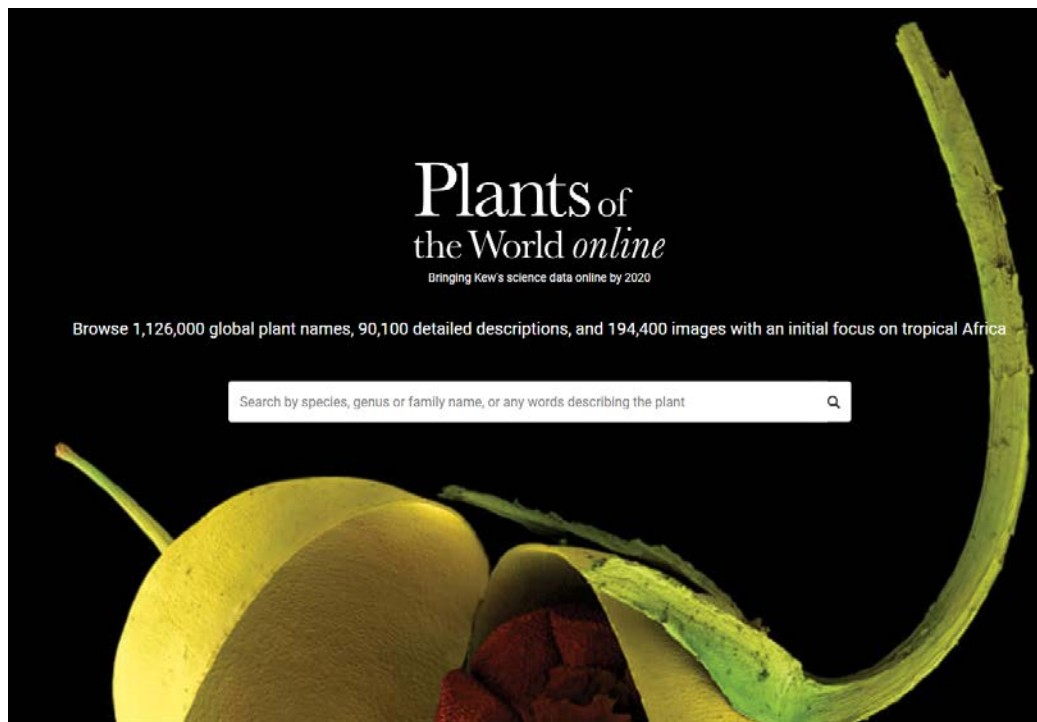 Plants of
the World online
Bringing Kew's science data online by 2020
Browse 1,126,000 global plant names, 90,100 detailed descriptions, and 194,400 images with an initial focus on tropical Africa
Search by species, genus or family name, or any words describing the plant